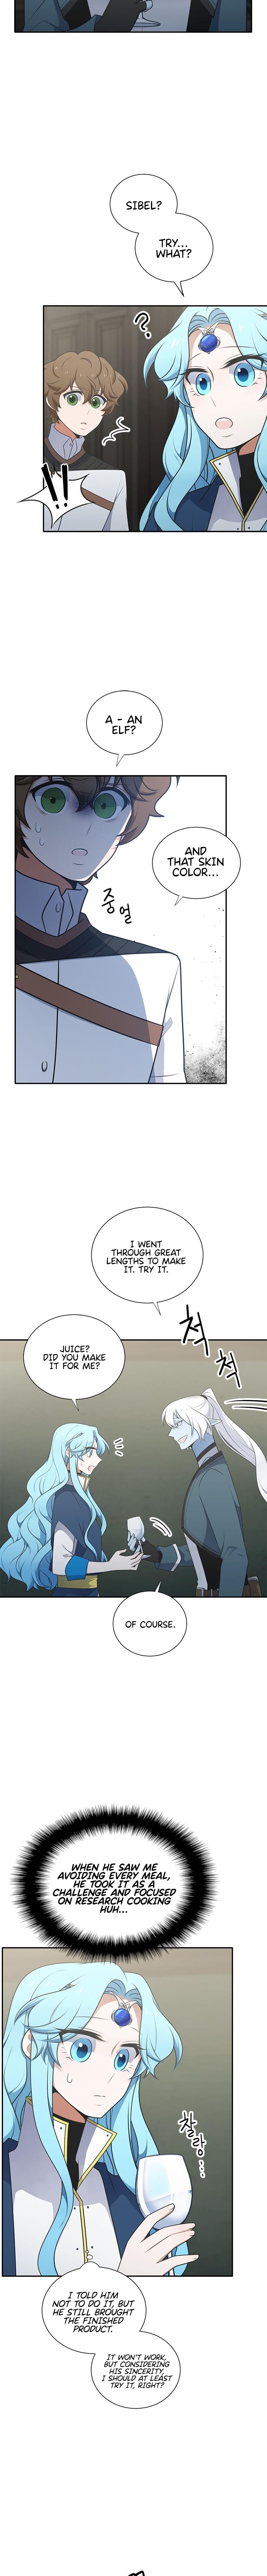 SIBEL?
TRY...
WHAT?
?
!!
A - AN
ELF?
AND
THAT SKIN
COLOR...
중얼
I WENT
THROUGH GREAT
LENGTHS TO MAKE
IT. TRY IT.
척
척
JUICE?
DID YOU MAKE
IT FOR ME?
OF COURSE.
WHEN HE SAW ME
AVOIDING EVERY MEAL,
HE TOOK IT AS A
CHALLENGE AND FOCUSED
ON RESEARCH COOKING
HUH...
찰랑...
I TOLD HIM
NOT TO DO IT, BUT
HE STILL BROUGHT
THE FINISHED
PRODUCT.
IT WON'T WORK,
BUT CONSIDERING
HIS SINCERITY,
I SHOULD AT LEAST
TRY IT, RIGHT?